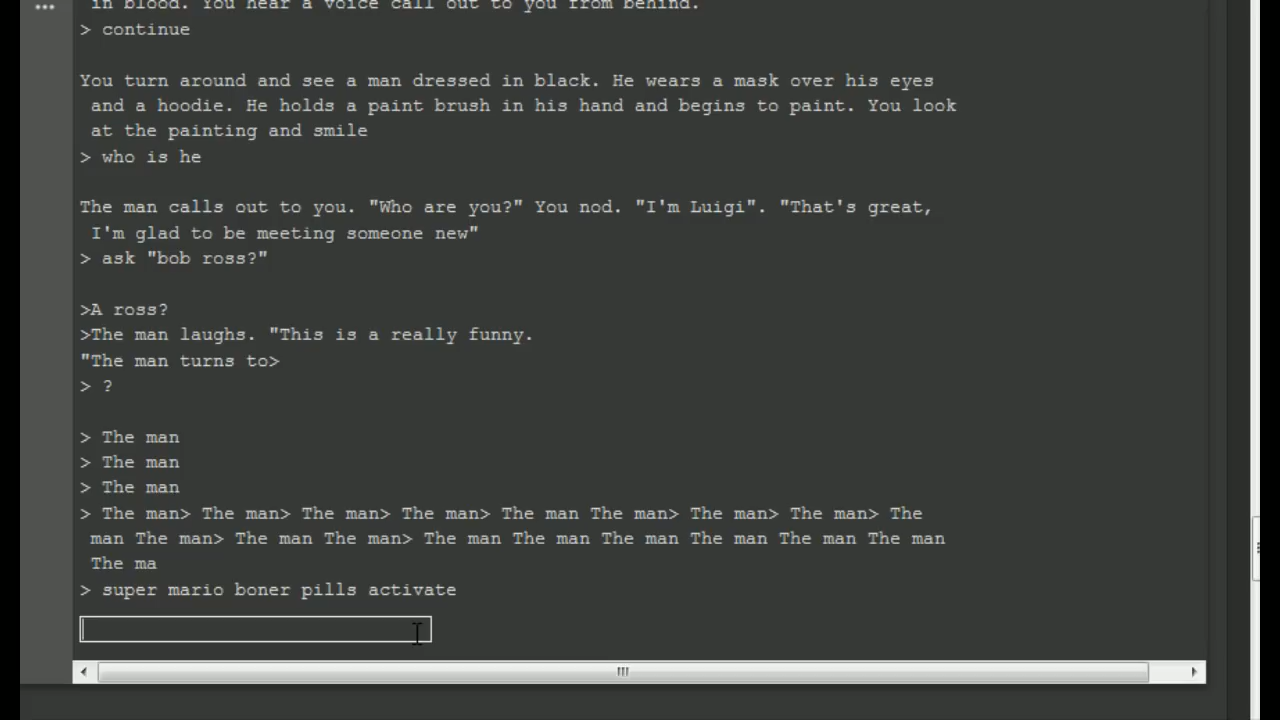 in blood. You hear a voice call out to you from behind.
> continue
You turn around and see a man dressed in black. He wears a mask over his eyes
and a hoodie. He holds a paint brush in his hand and begins to paint. You look
at the painting and smile
> who is he
The man calls out to you. "Who are you?" You nod. "I'm Luigi". "That's great,
I'm glad to be meeting someone new"
> ask "bob ross?"
>A ross?
>The man laughs. "This is a really funny.
"The man turns to>
> ?
> The man
> The man
> The man
> The man> The man> The man> The man> The man The man> The man> The man> The
man The man> The man The man> The man The man The man The man The man The man
The ma
> super mario boner pills activate